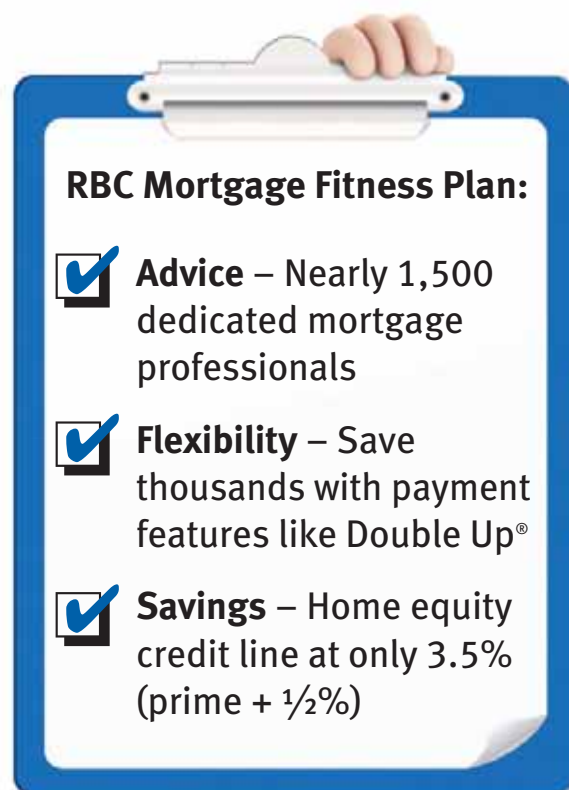 RBC Mortgage Fitness Plan:
Advice – Nearly 1,500
dedicated mortgage
professionals
Flexibility – Save
thousands with payment
features like Double Up®
Savings – Home equity
credit line at only 3.5%
(prime + ½%)